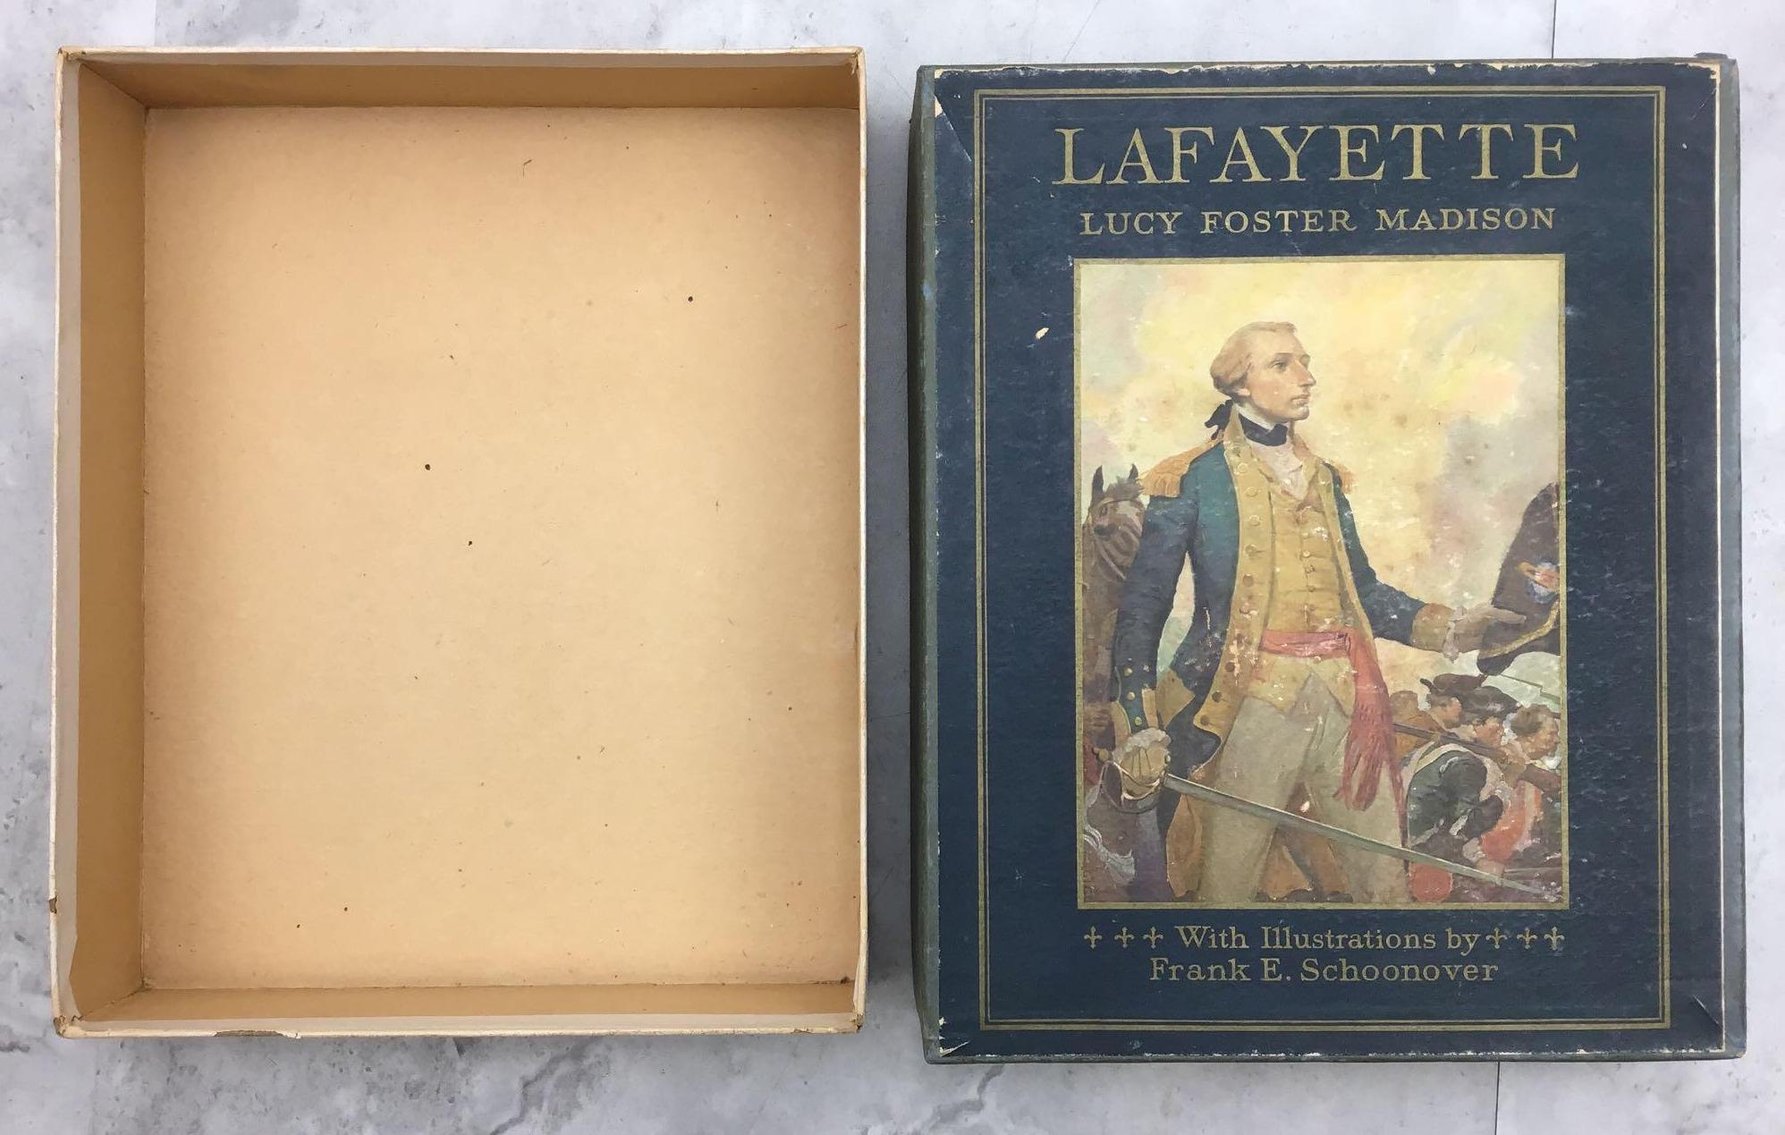 LAFAYETTE
LUCY FOSTER MADISON
With Illustrations by
Frank E. Schoonover